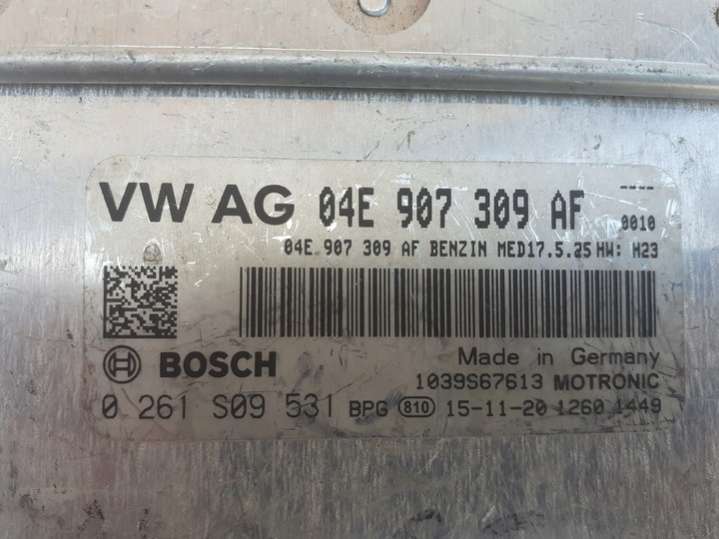 VW AG 04E 907 309 AF ---- 0010
04E 907 309 AF BENZIN MED17.5.25 HW: H23
BOSCH Made in Germany
1039S67613 MOTRONIC
0 261 S09 531 BPG 810 15-11-20 1260 1449